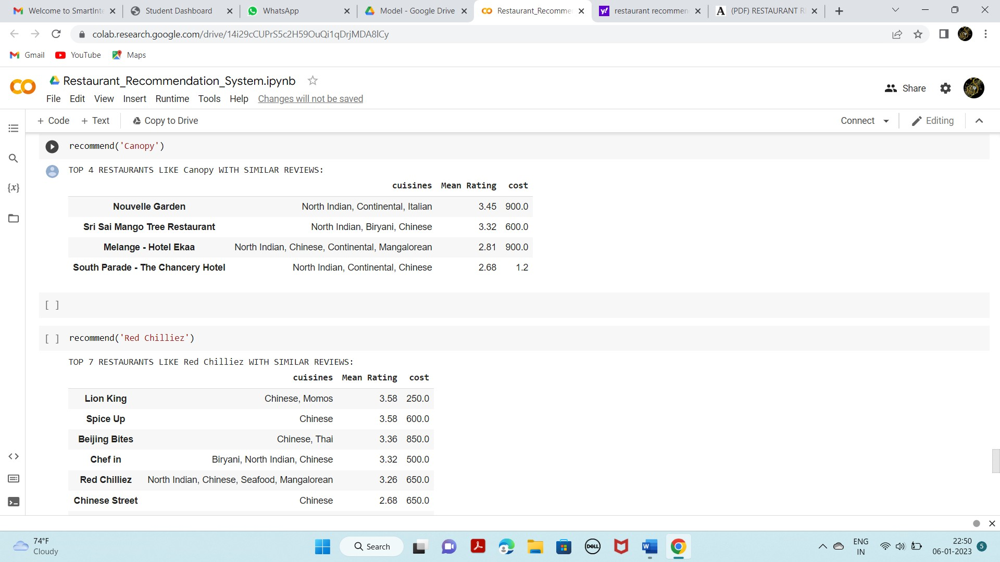 Welcome to SmartInte
Student Dashboard
WhatsApp
Model - Google Drive
Restaurant_Recomme
restaurant recommen
(PDF) RESTAURANT R
colab.research.google.com/drive/14i29cCUPrS5c2H59OuQi1qDrjMDA8lCy
Gmail YouTube Maps
Restaurant_Recommendation_System.ipynb
File Edit View Insert Runtime Tools Help Changes will not be saved
Share
+ Code + Text Copy to Drive
Connect Editing
recommend('Canopy')
TOP 4 RESTAURANTS LIKE Canopy WITH SIMILAR REVIEWS:
cuisines Mean Rating cost
Nouvelle Garden North Indian, Continental, Italian 3.45 900.0
Sri Sai Mango Tree Restaurant North Indian, Biryani, Chinese 3.32 600.0
Melange - Hotel Ekaa North Indian, Chinese, Continental, Mangalorean 2.81 900.0
South Parade - The Chancery Hotel North Indian, Continental, Chinese 2.68 1.2
[ ]
[ ] recommend('Red Chilliez')
TOP 7 RESTAURANTS LIKE Red Chilliez WITH SIMILAR REVIEWS:
cuisines Mean Rating cost
Lion King Chinese, Momos 3.58 250.0
Spice Up Chinese 3.58 600.0
Beijing Bites Chinese, Thai 3.36 850.0
Chef in Biryani, North Indian, Chinese 3.32 500.0
Red Chilliez North Indian, Chinese, Seafood, Mangalorean 3.26 650.0
Chinese Street Chinese 2.68 650.0
{x}
74°F
Cloudy
Search
DELL
ENG
IN
22:50
06-01-2023
5